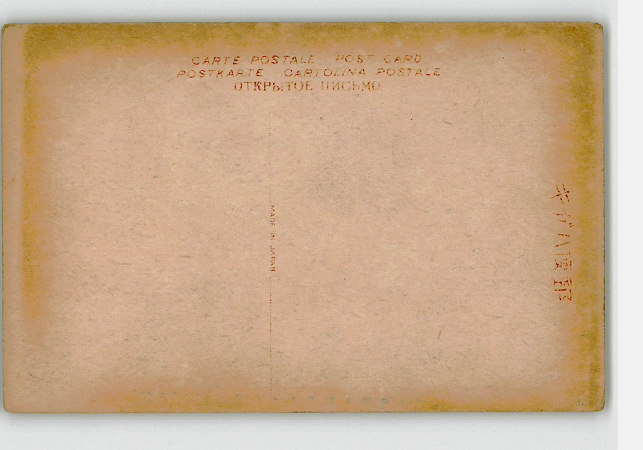 CARTE POSTALE POST CARD
POSTKARTE CARTOLINA POSTALE
ОТКРЫТОЕ ПИСЬМО
MADE IN JAPAN